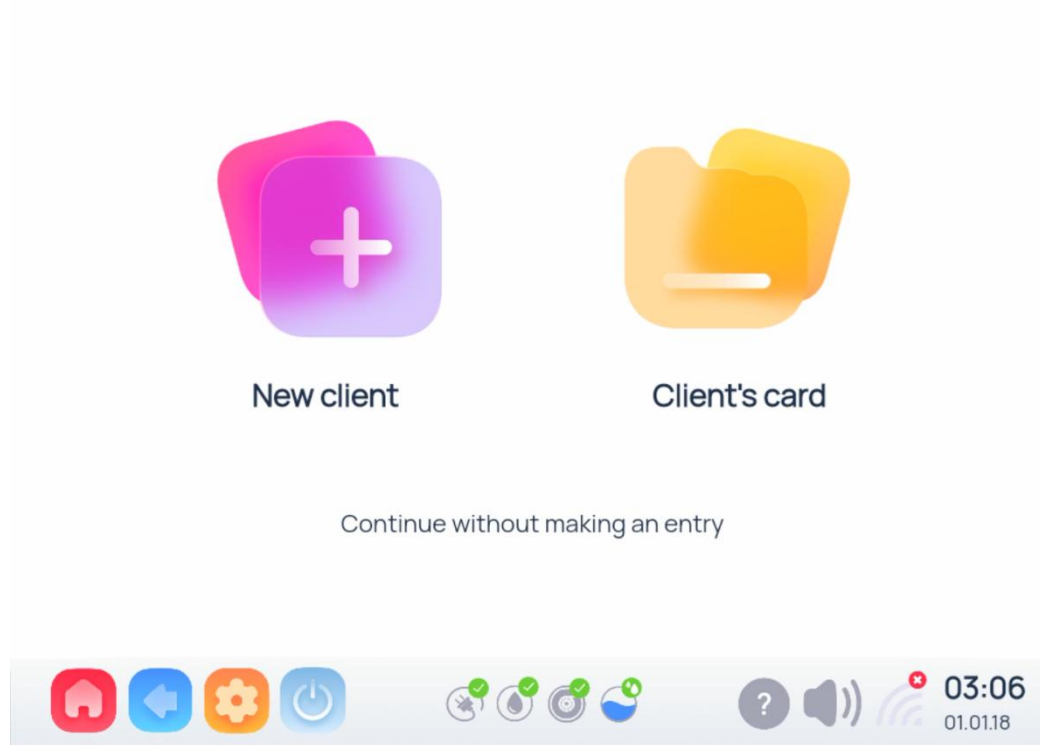 New client
Client's card
Continue without making an entry
?
03:06
01.01.18